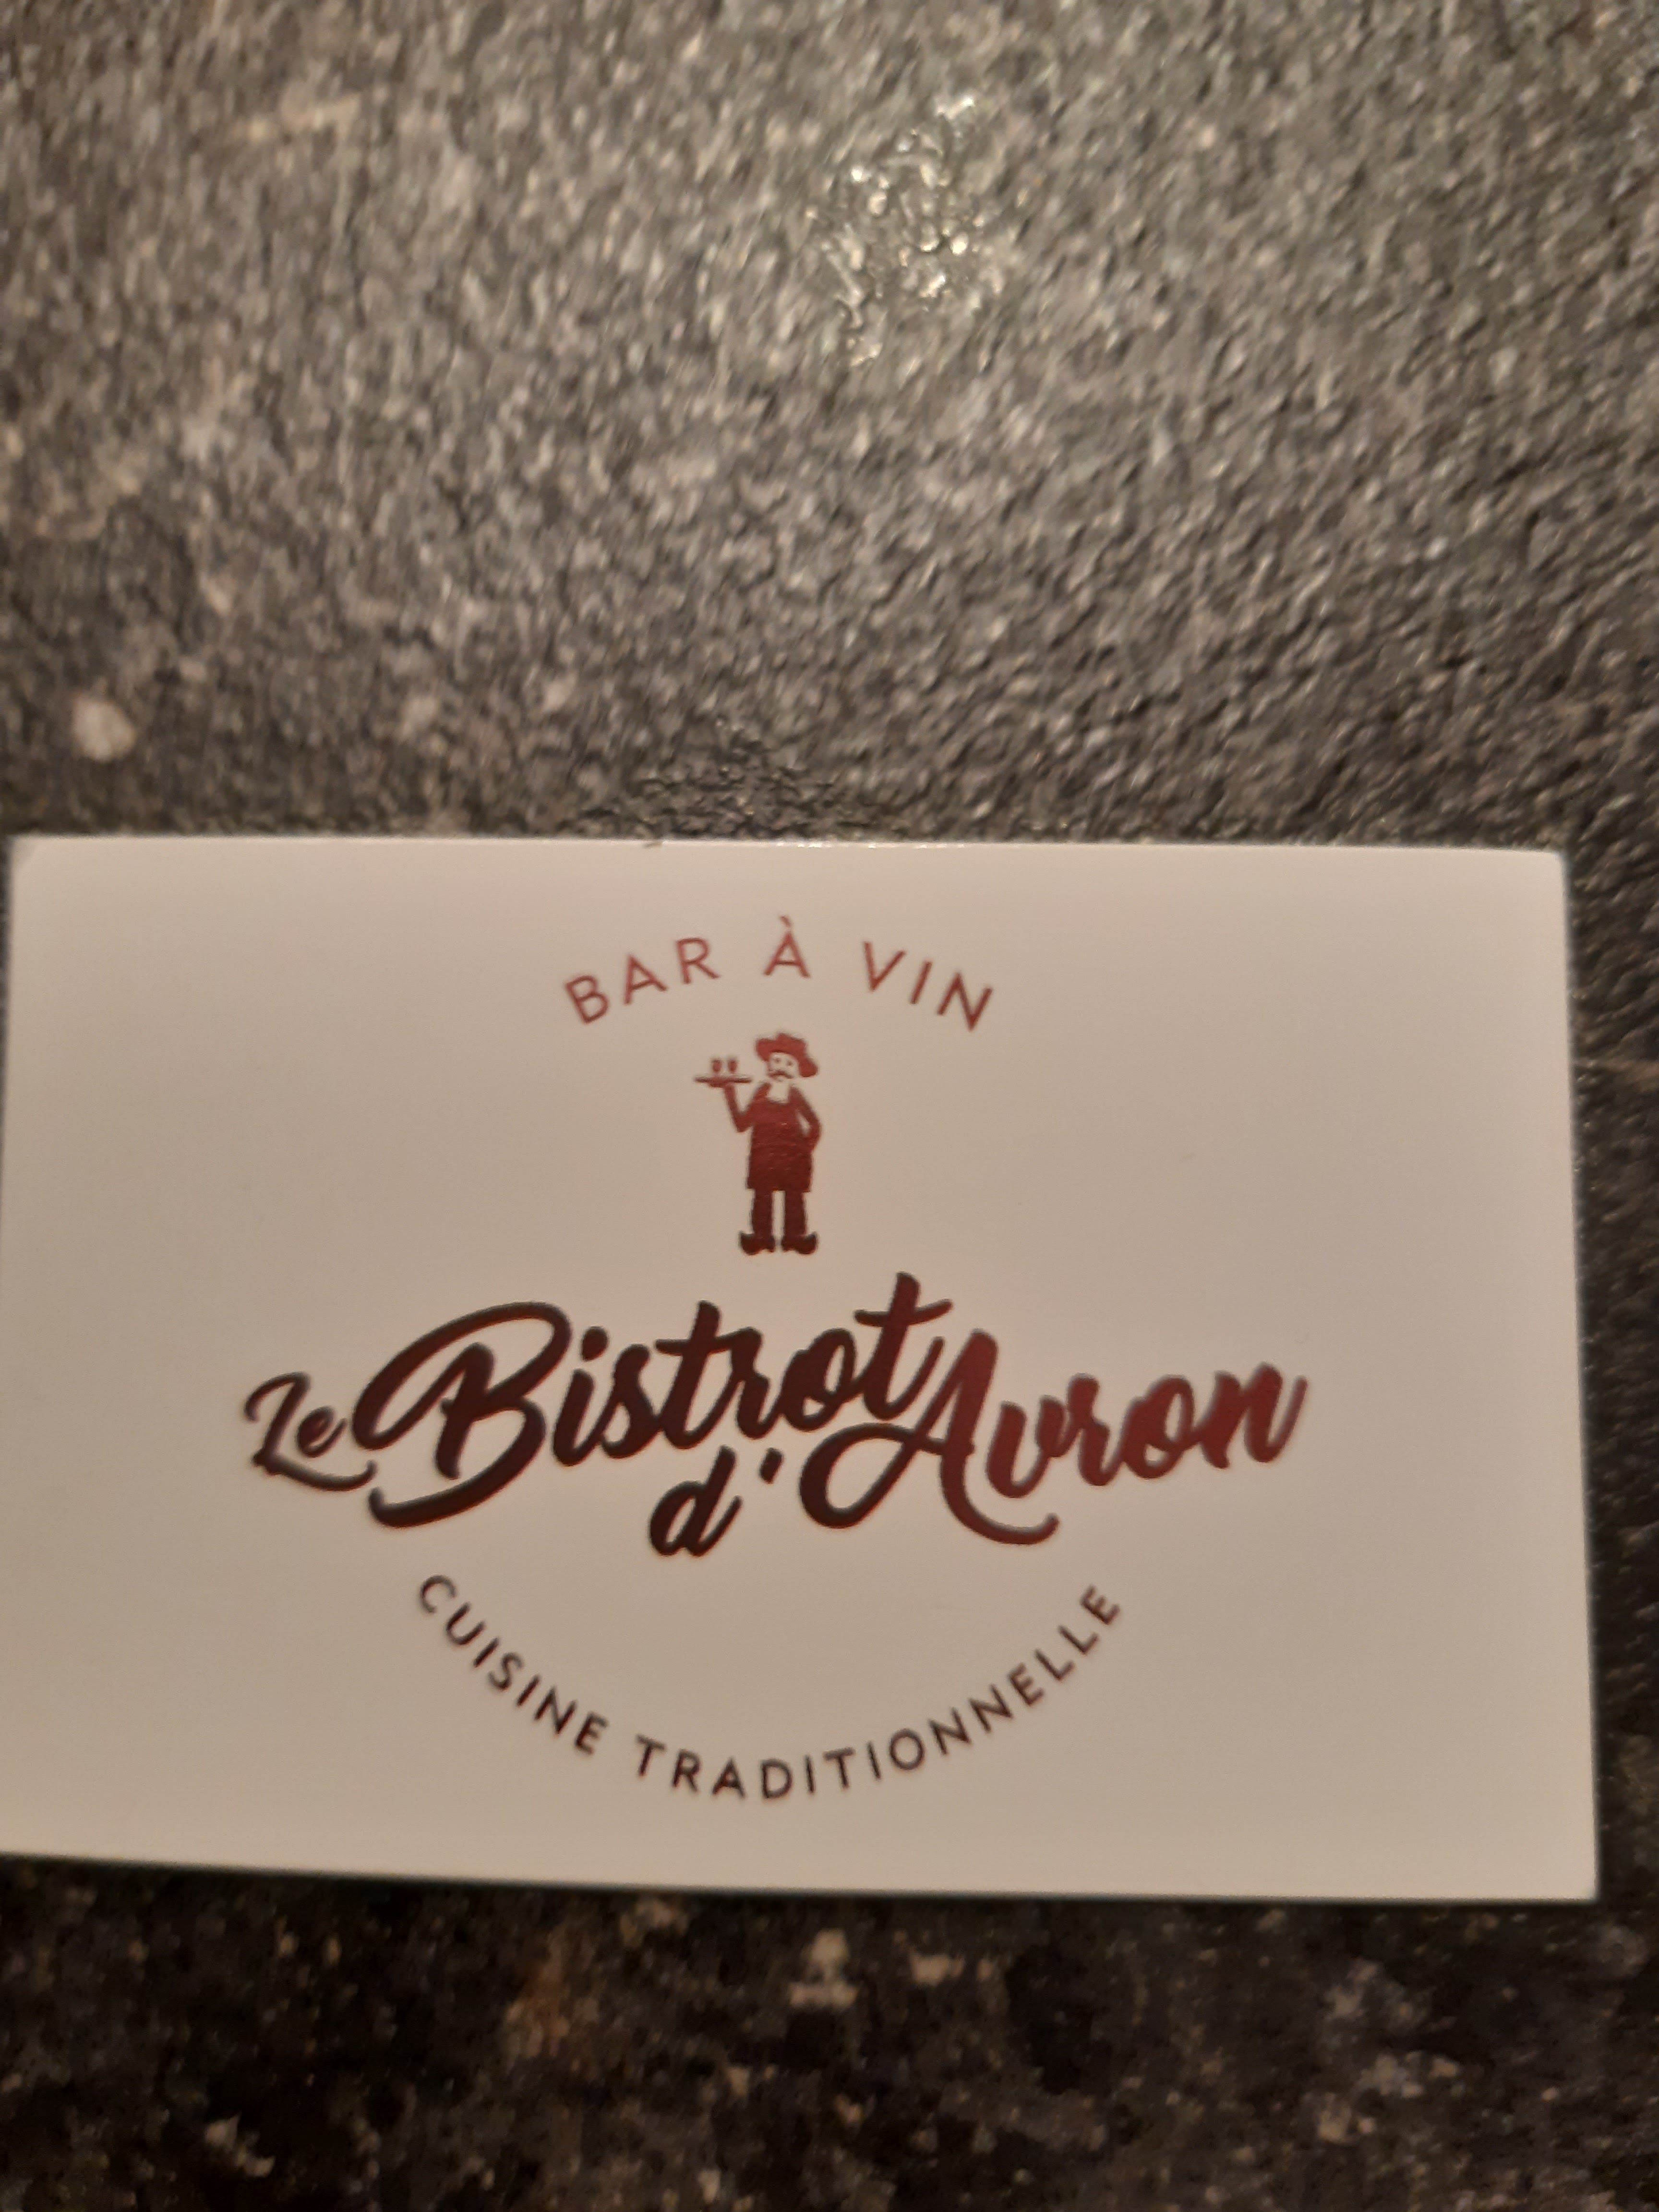 BAR À VIN
Le Bistrot
d'Avron
CUISINE TRADITIONNELLE